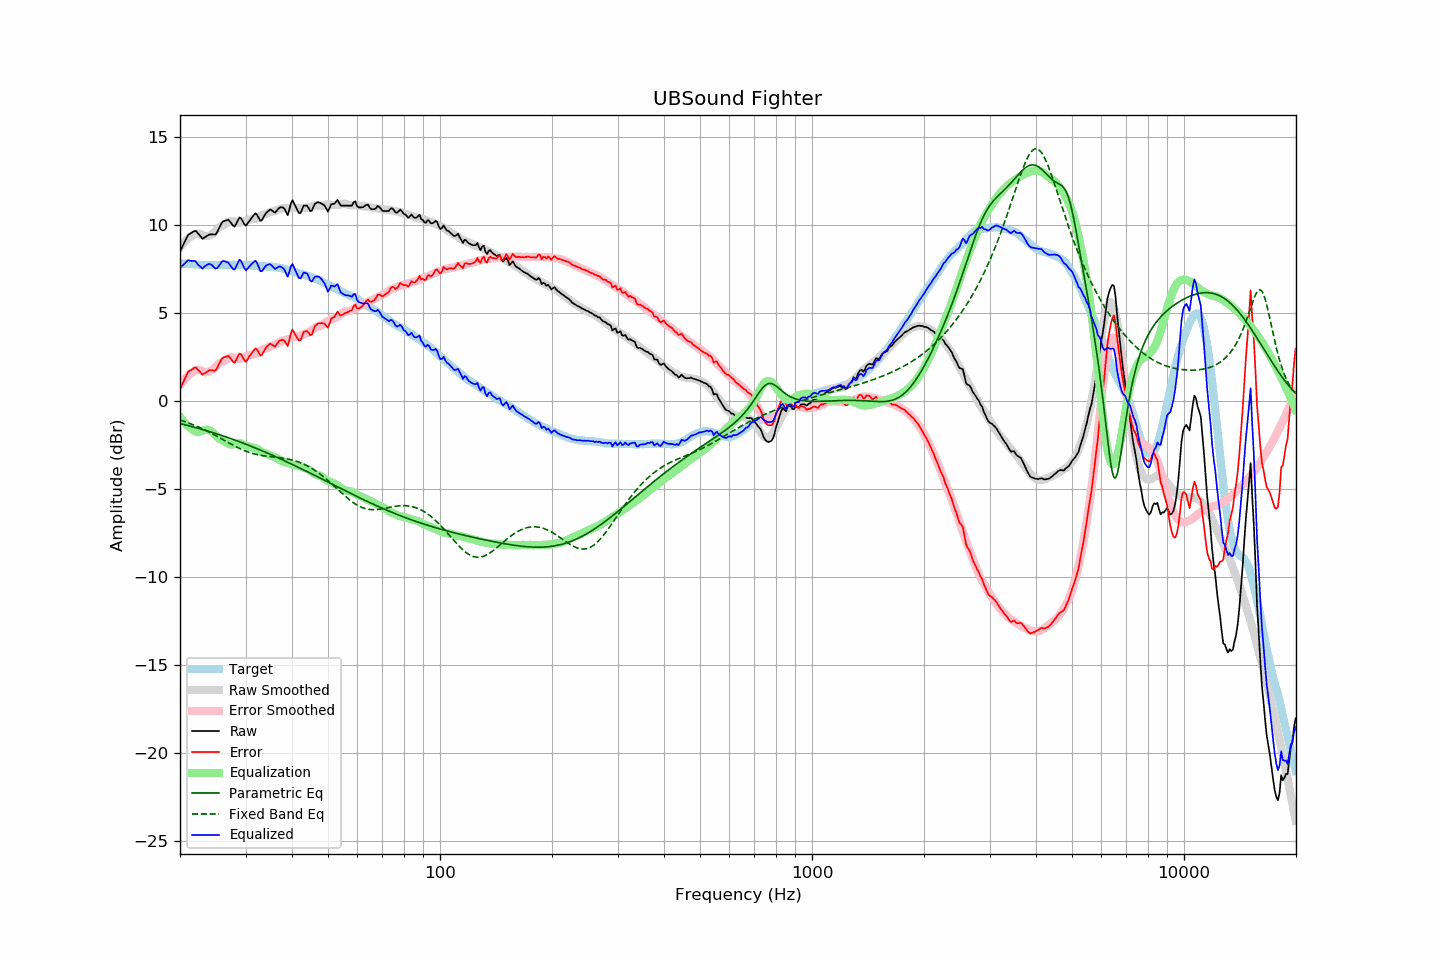 UBSound Fighter
15
10
5
0
−5
−10
−15
−20
−25
Amplitude (dBr)
Target
Raw Smoothed
Error Smoothed
Raw
Error
Equalization
Parametric Eq
Fixed Band Eq
Equalized
100
1000
10000
Frequency (Hz)